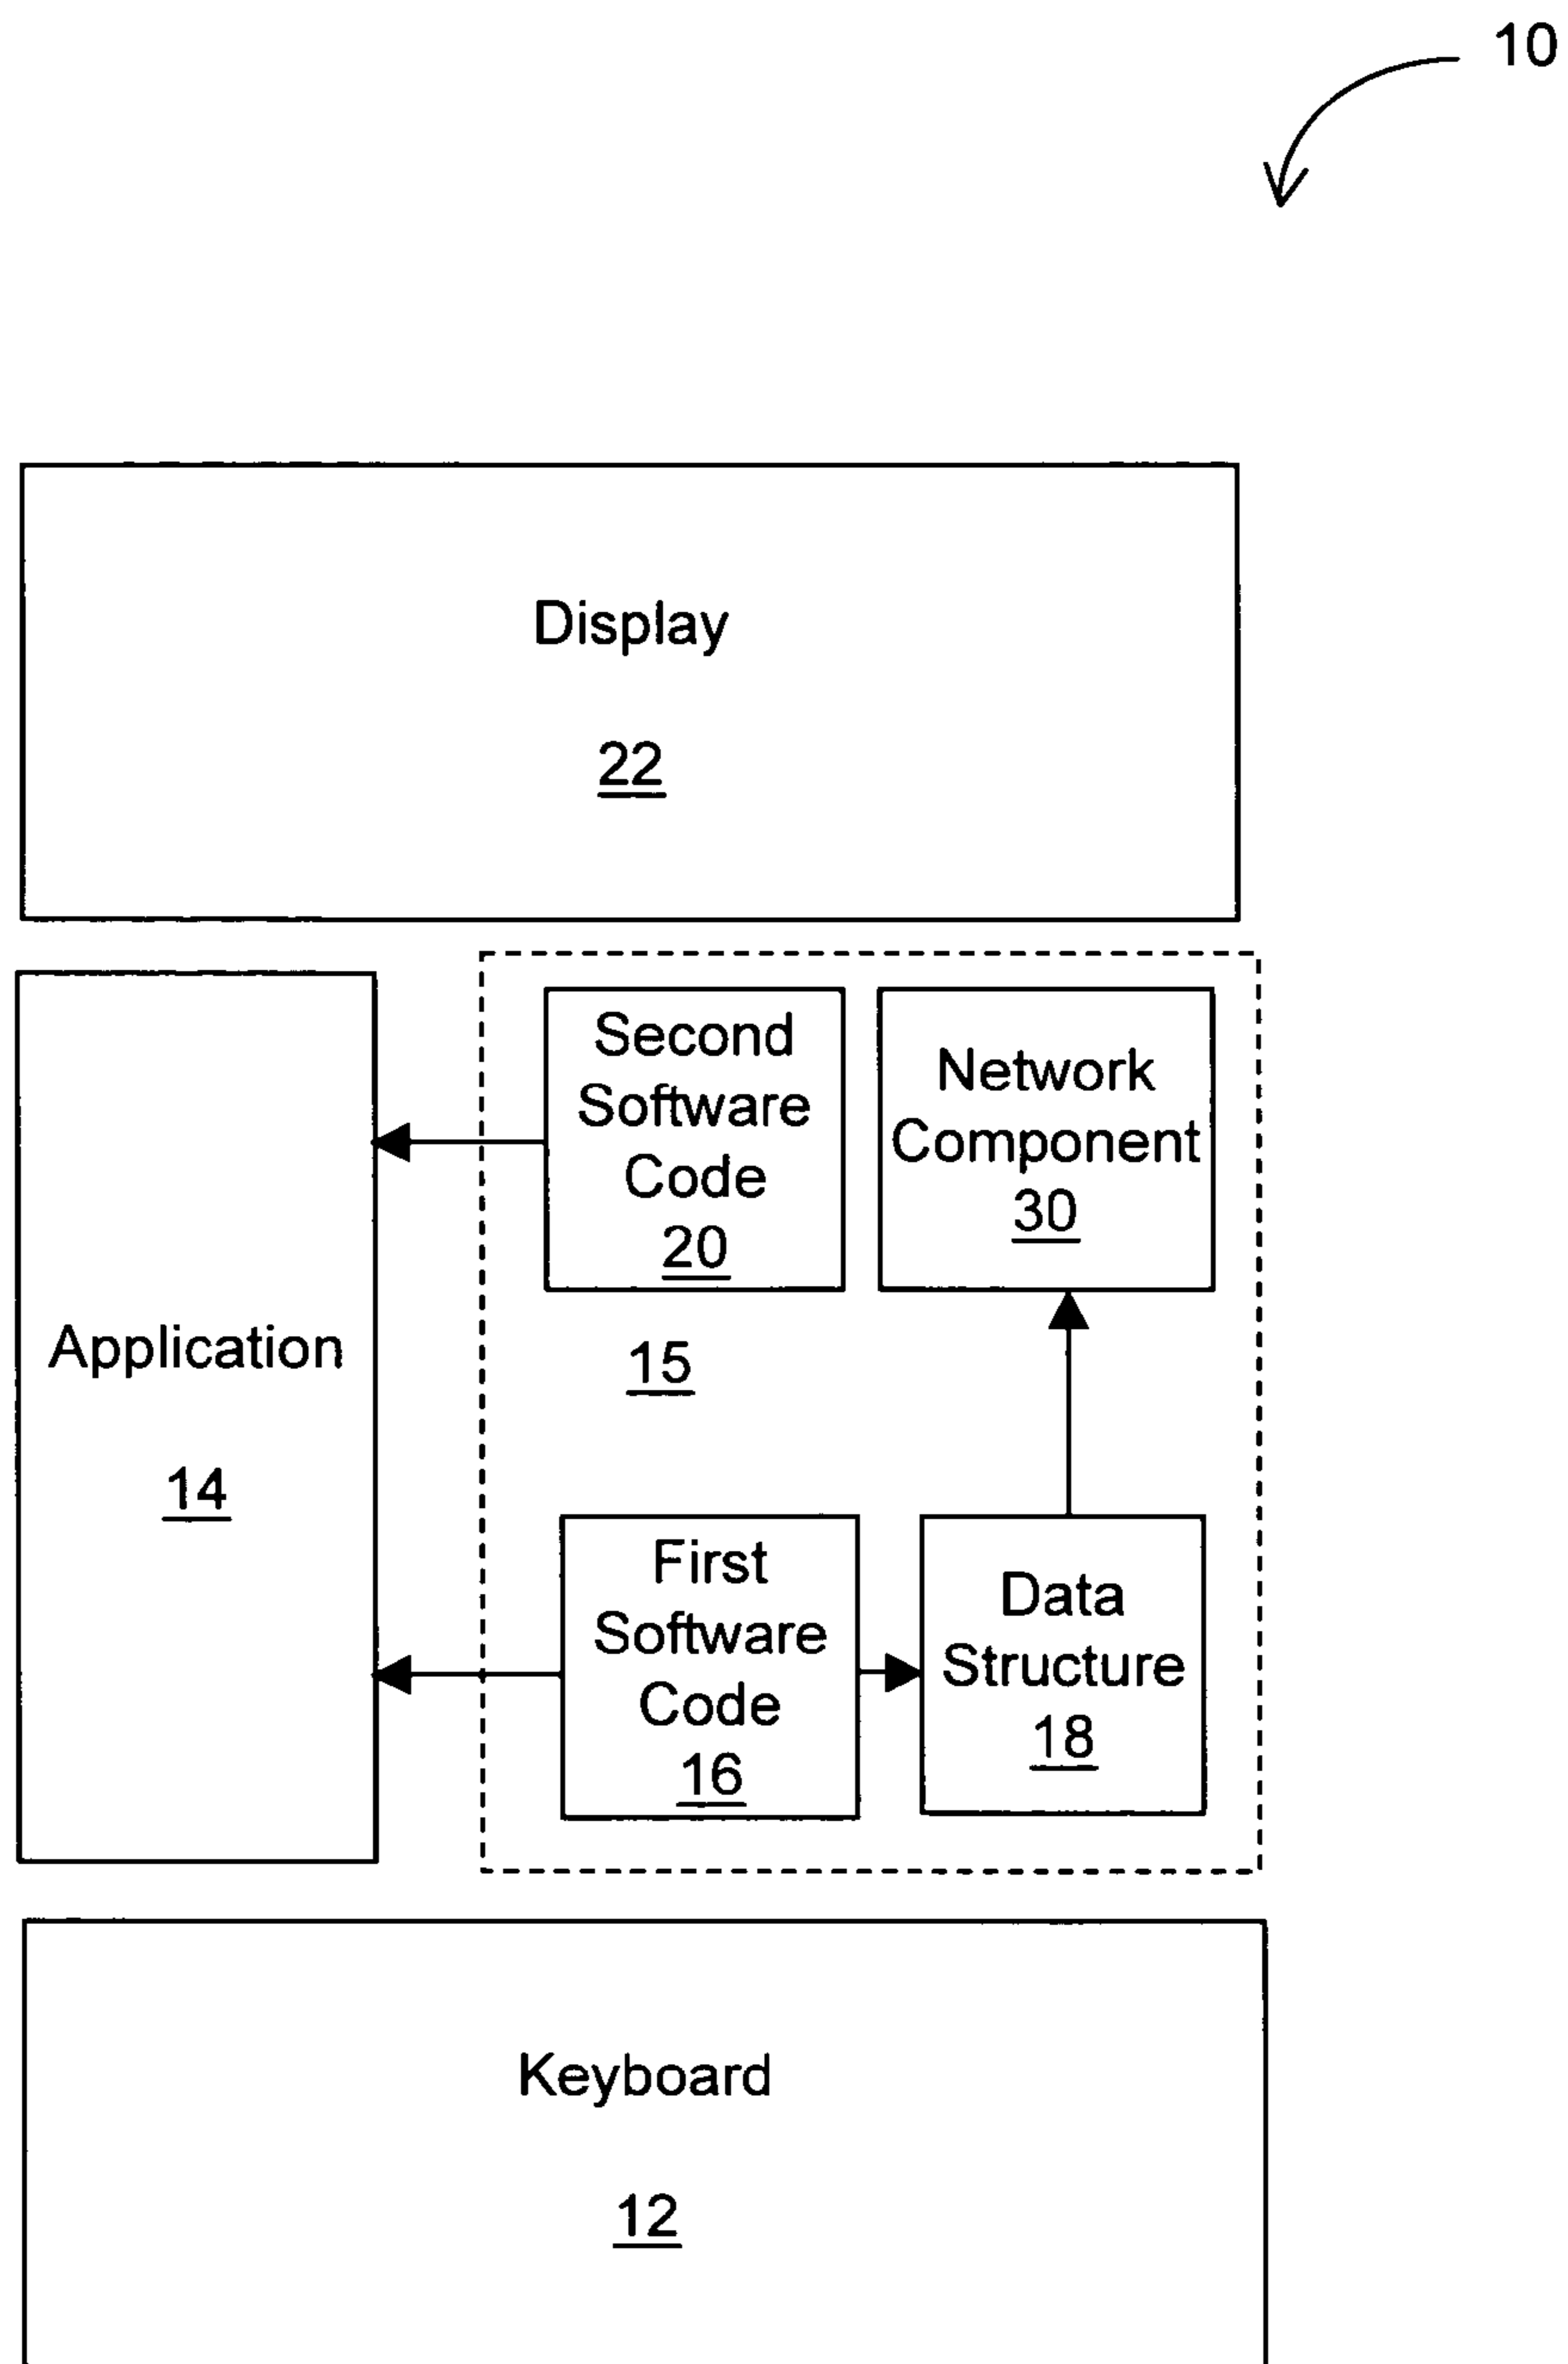 10
Display
22
Second
Software
Code
20
Network
Component
30
Application
14
15
First
Software
Code
16
Data
Structure
18
Keyboard
12